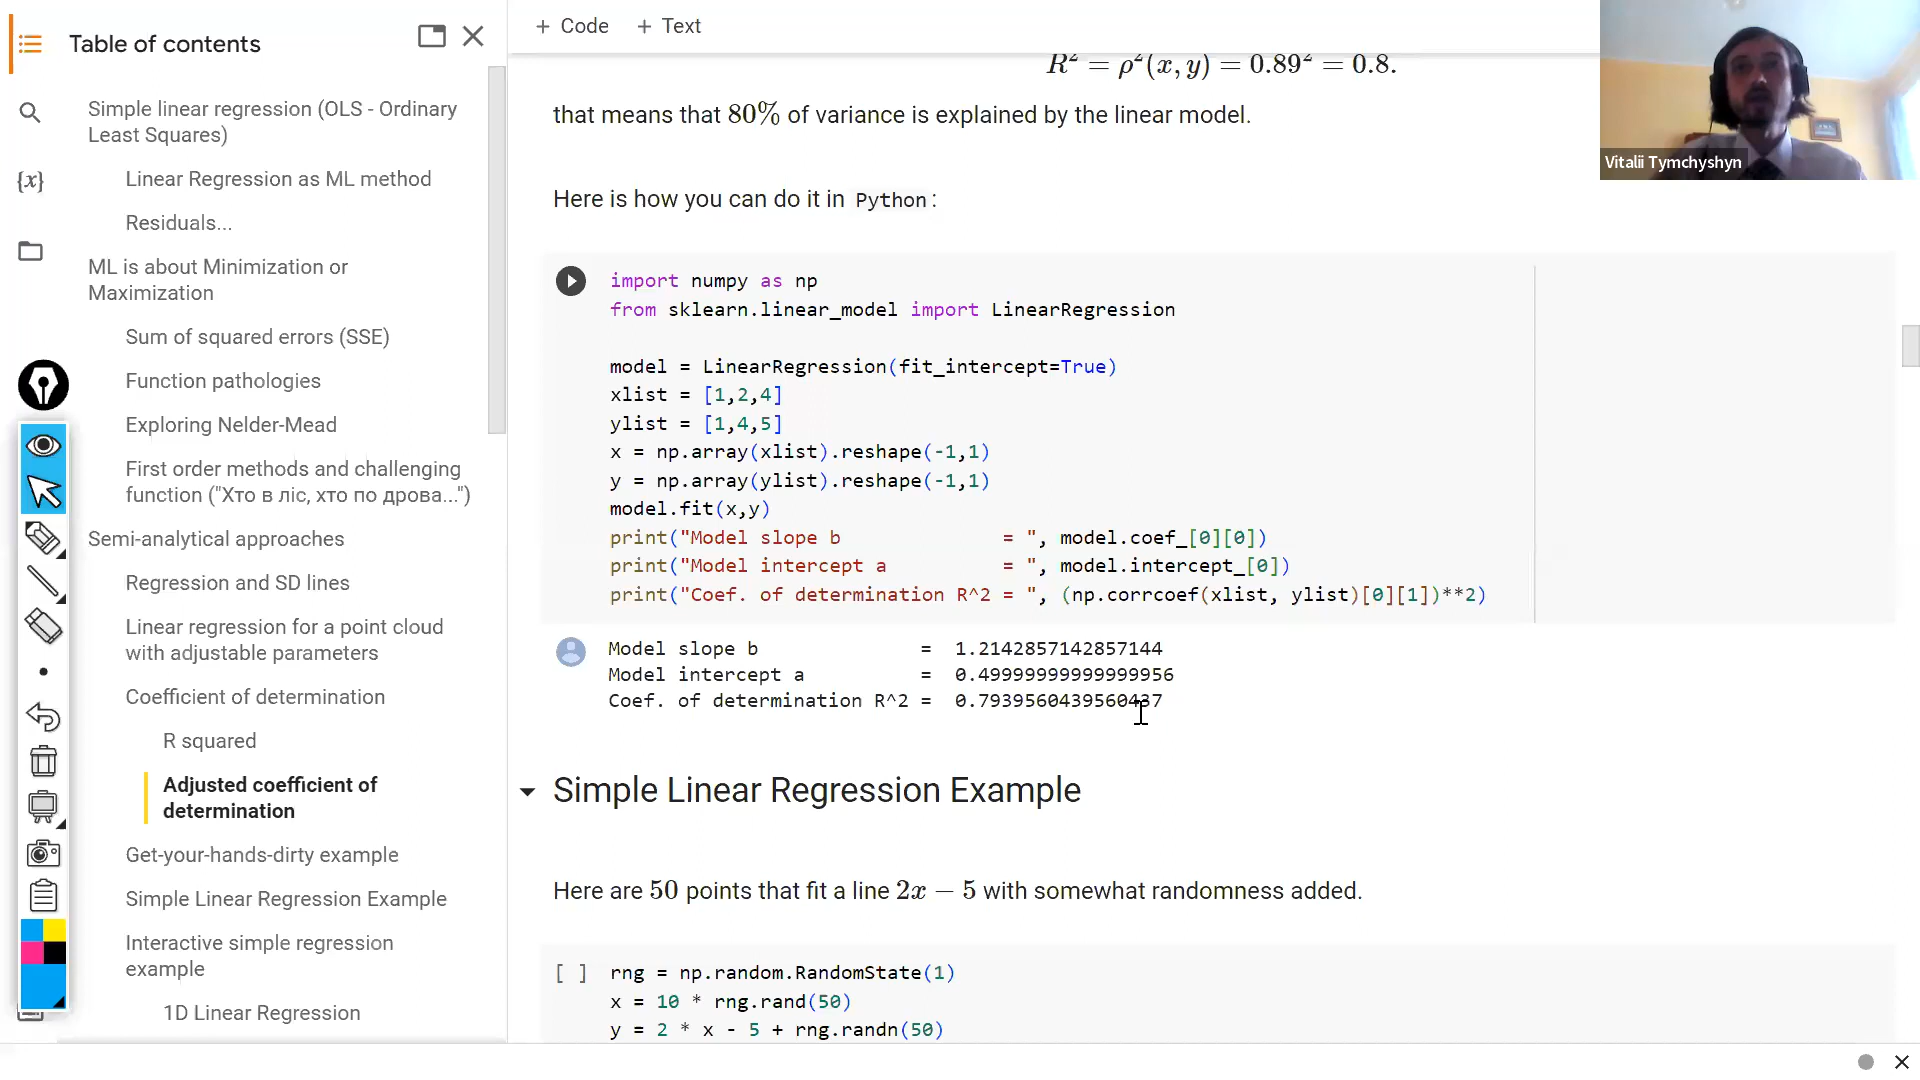 Table of contents
Simple linear regression (OLS - Ordinary
Least Squares)
Linear Regression as ML method
Residuals...
ML is about Minimization or
Maximization
Sum of squared errors (SSE)
Function pathologies
Exploring Nelder-Mead
First order methods and challenging
function ("Хто в ліс, хто по дрова...")
Semi-analytical approaches
Regression and SD lines
Linear regression for a point cloud
with adjustable parameters
Coefficient of determination
R squared
Adjusted coefficient of
determination
Get-your-hands-dirty example
Simple Linear Regression Example
Interactive simple regression
example
1D Linear Regression
{x}
+ Code + Text
R² = ρ²(x, y) = 0.89² = 0.8.
that means that 80% of variance is explained by the linear model.
Here is how you can do it in Python:
import numpy as np
from sklearn.linear_model import LinearRegression
model = LinearRegression(fit_intercept=True)
xlist = [1,2,4]
ylist = [1,4,5]
x = np.array(xlist).reshape(-1,1)
y = np.array(ylist).reshape(-1,1)
model.fit(x,y)
print("Model slope b              = ", model.coef_[0][0])
print("Model intercept a          = ", model.intercept_[0])
print("Coef. of determination R^2 = ", (np.corrcoef(xlist, ylist)[0][1])**2)
Model slope b              =  1.2142857142857144
Model intercept a          =  0.49999999999999956
Coef. of determination R^2 =  0.7939560439560437
Simple Linear Regression Example
Here are 50 points that fit a line 2x − 5 with somewhat randomness added.
[ ] rng = np.random.RandomState(1)
x = 10 * rng.rand(50)
y = 2 * x - 5 + rng.randn(50)
Vitalii Tymchyshyn